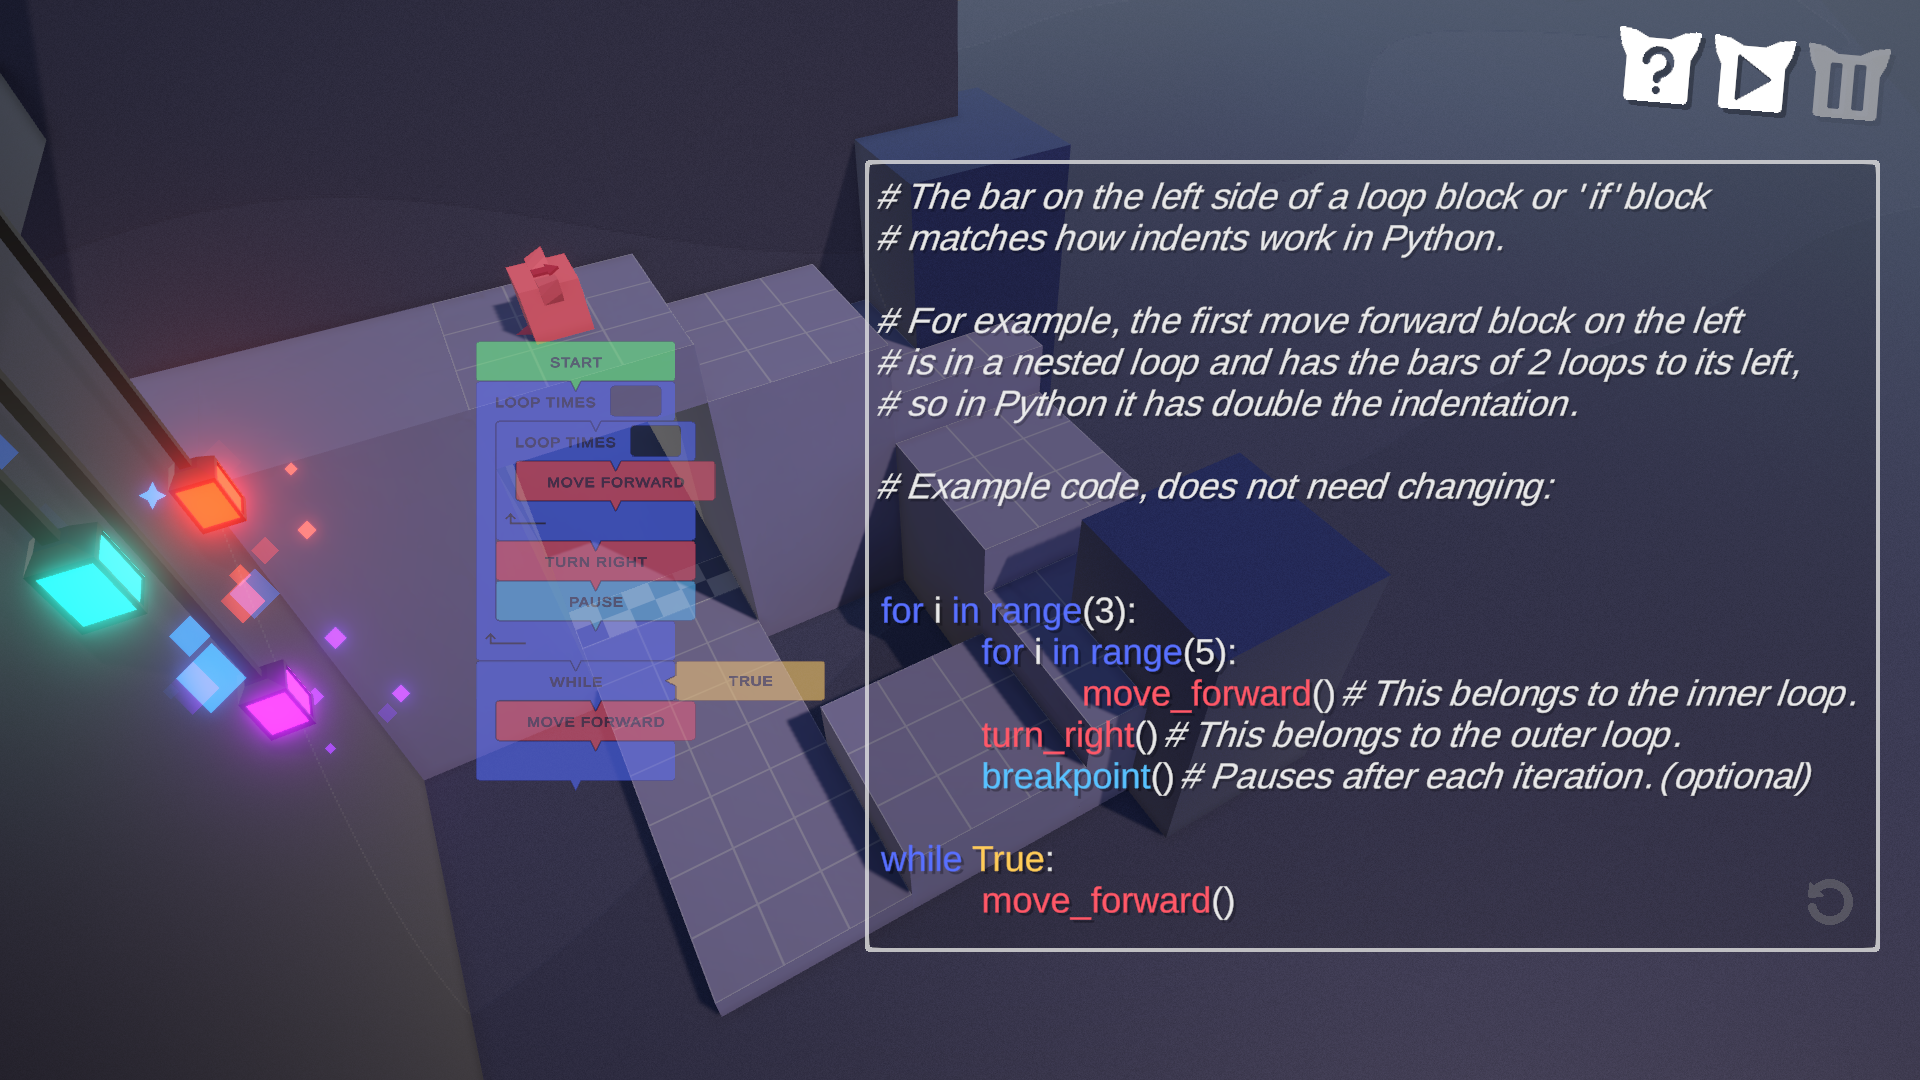 ?
# The bar on the left side of a loop block or 'if' block
# matches how indents work in Python.
# For example, the first move forward block on the left
# is in a nested loop and has the bars of 2 loops to its left,
# so in Python it has double the indentation.
# Example code, does not need changing:
for i in range(3):
for i in range(5):
move_forward() # This belongs to the inner loop.
turn_right() # This belongs to the outer loop.
breakpoint() # Pauses after each iteration. (optional)
while True:
move_forward()
START
LOOP TIMES
LOOP TIMES
MOVE FORWARD
TURN RIGHT
PAUSE
WHILE TRUE
MOVE FORWARD